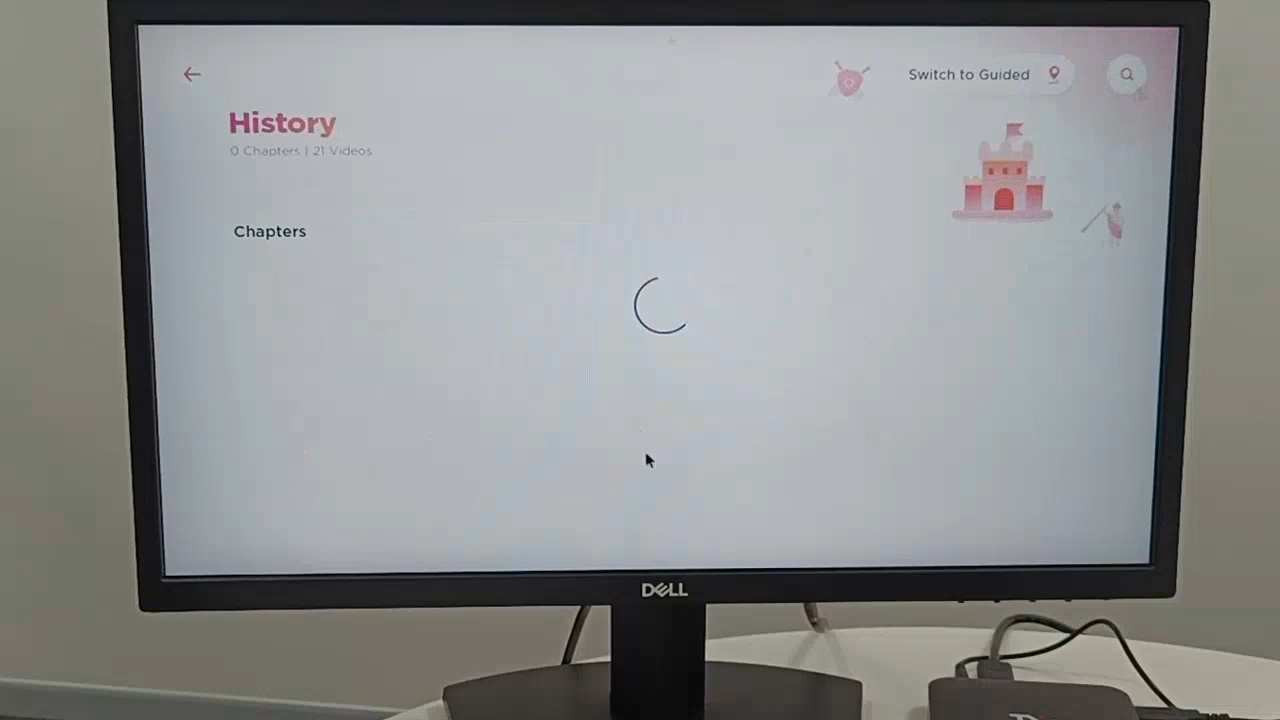 Switch to Guided
History
0 Chapters | 21 Videos
Chapters
DELL